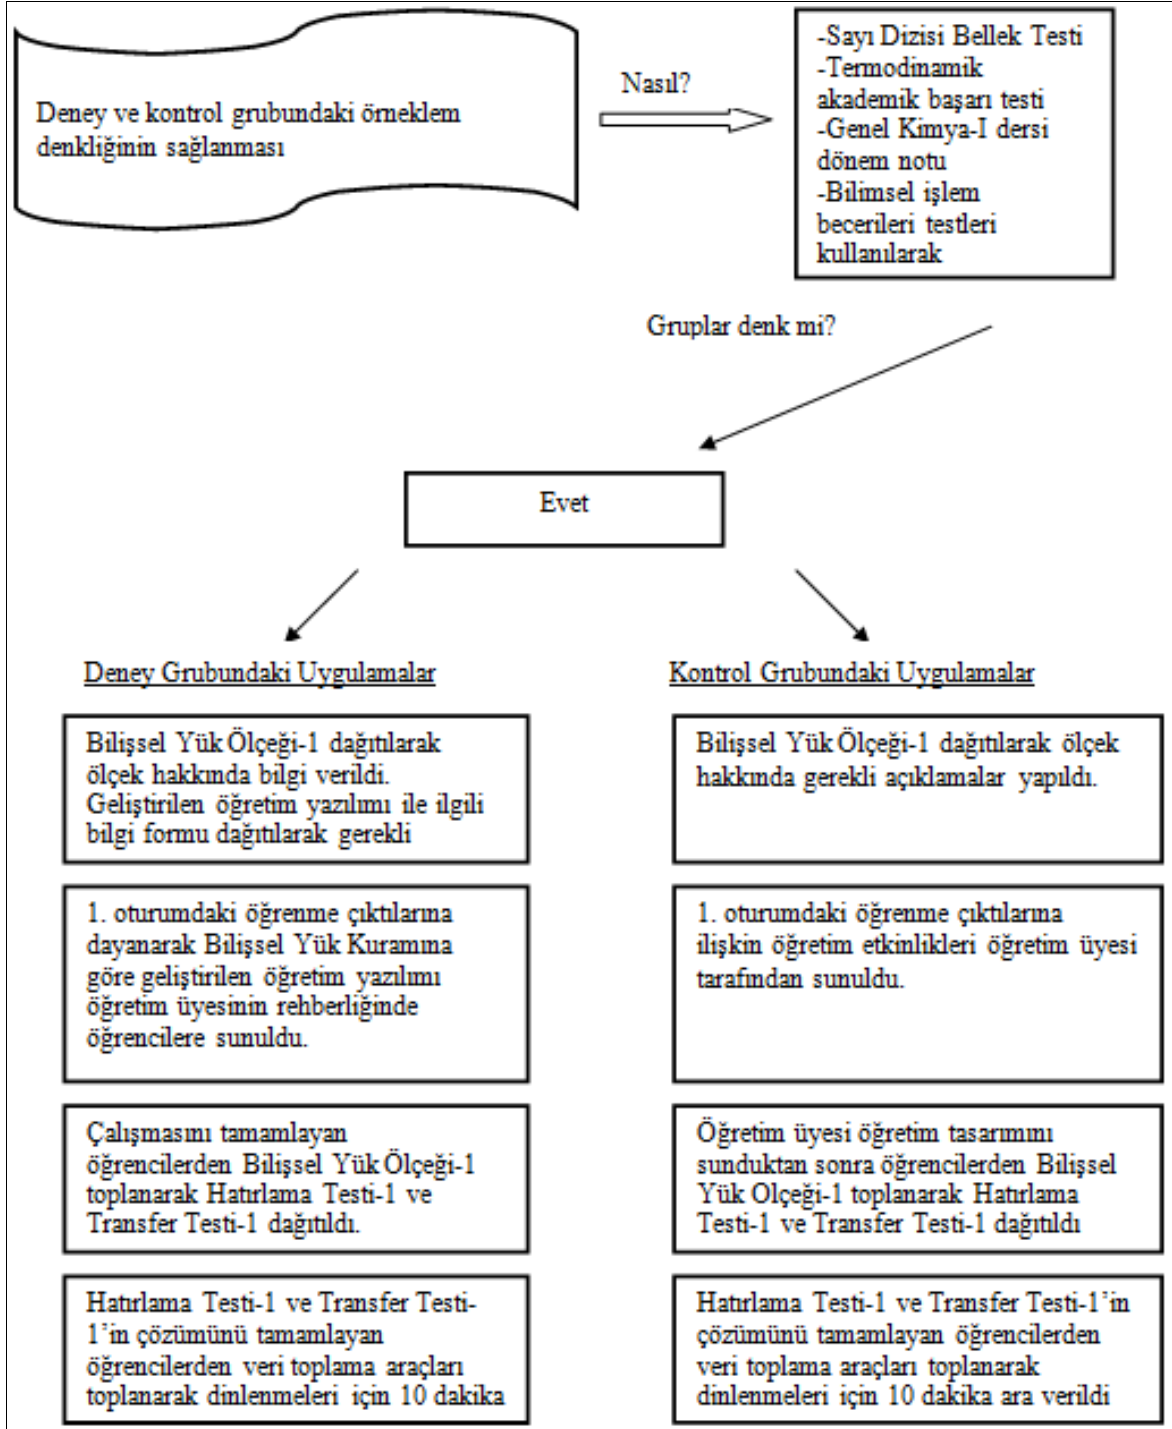 Deney ve kontrol grubundaki örneklem
denkliğinin sağlanması
Nasıl?
-Sayı Dizisi Bellek Testi
-Termodinamik
akademik başarı testi
-Genel Kimya-I dersi
dönem notu
-Bilimsel işlem
becerileri testleri
kullanılarak
Gruplar denk mi?
Evet
Deney Grubundaki Uygulamalar
Bilişsel Yük Ölçeği-1 dağıtılarak
ölçek hakkında bilgi verildi.
Geliştirilen öğretim yazılımı ile ilgili
bilgi formu dağıtılarak gerekli
1. oturumdaki öğrenme çıktılarına
dayanarak Bilişsel Yük Kuramına
göre geliştirilen öğretim yazılımı
öğretim üyesinin rehberliğinde
öğrencilere sunuldu.
Çalışmasını tamamlayan
öğrencilerden Bilişsel Yük Ölçeği-1
toplanarak Hatırlama Testi-1 ve
Transfer Testi-1 dağıtıldı.
Hatırlama Testi-1 ve Transfer Testi-
1’in çözümünü tamamlayan
öğrencilerden veri toplama araçları
toplanarak dinlenmeleri için 10 dakika
Kontrol Grubundaki Uygulamalar
Bilişsel Yük Ölçeği-1 dağıtılarak ölçek
hakkında gerekli açıklamalar yapıldı.
1. oturumdaki öğrenme çıktılarına
ilişkin öğretim etkinlikleri öğretim üyesi
tarafından sunuldu.
Öğretim üyesi öğretim tasarımını
sunduktan sonra öğrencilerden Bilişsel
Yük Olçeği-1 toplanarak Hatırlama
Testi-1 ve Transfer Testi-1 dağıtıldı
Hatırlama Testi-1 ve Transfer Testi-1’in
çözümünü tamamlayan öğrencilerden
veri toplama araçları toplanarak
dinlenmeleri için 10 dakika ara verildi